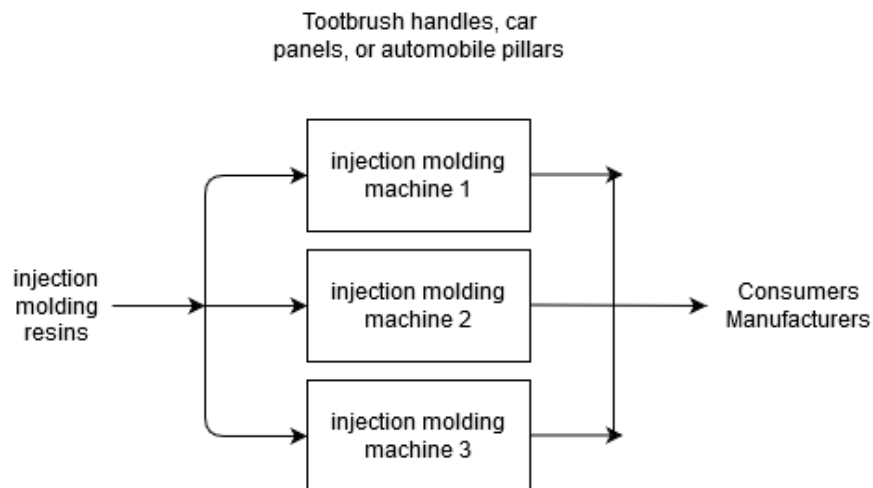 Tootbrush handles, car
panels, or automobile pillars
injection molding
machine 1
injection
molding
resins
injection molding
machine 2
Consumers
Manufacturers
injection molding
machine 3